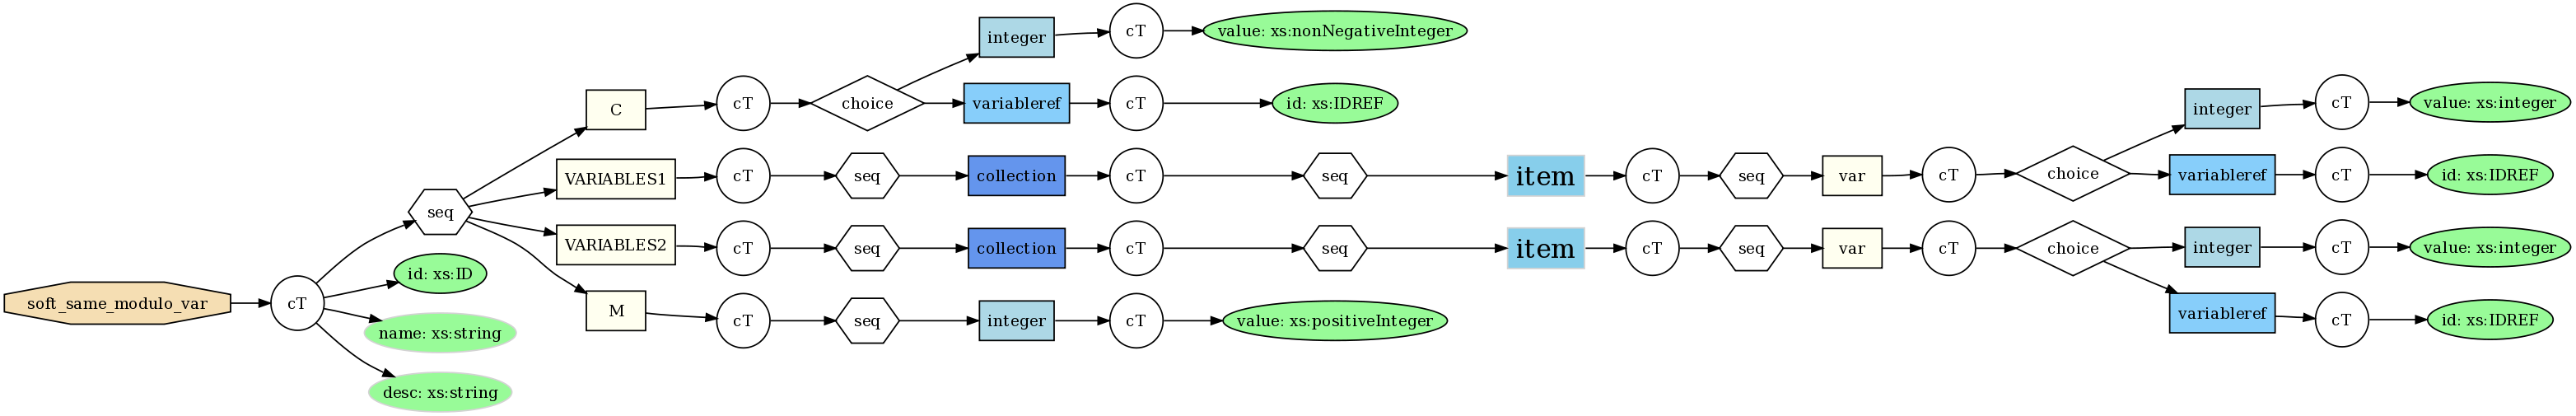 soft_same_modulo_var
cT
seq
id: xs:ID
name: xs:string
desc: xs:string
C
cT
choice
integer
cT
value: xs:nonNegativeInteger
variableref
cT
id: xs:IDREF
VARIABLES1
cT
seq
collection
cT
seq
item
cT
seq
var
cT
choice
integer
cT
value: xs:integer
variableref
cT
id: xs:IDREF
VARIABLES2
cT
seq
collection
cT
seq
item
cT
seq
var
cT
choice
integer
cT
value: xs:integer
variableref
cT
id: xs:IDREF
M
cT
seq
integer
cT
value: xs:positiveInteger